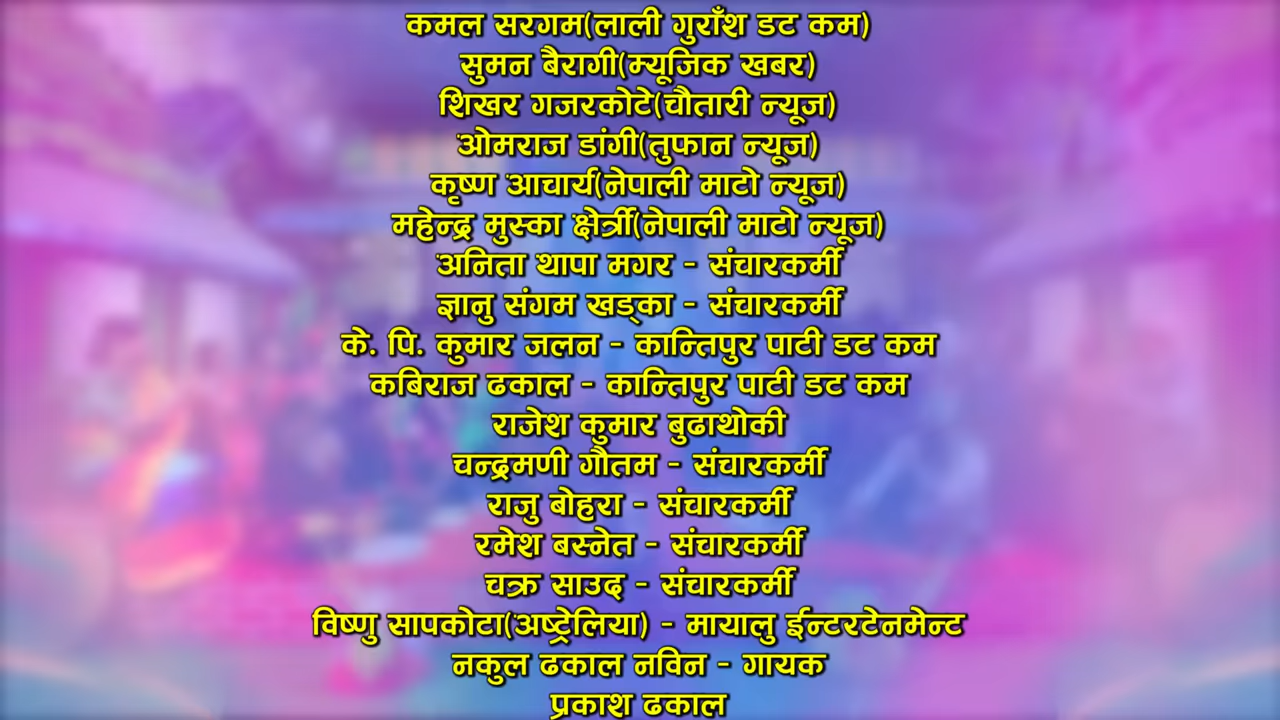 कमल सरगम(लाली गुराँश डट कम)
सुमन बैरागी(म्यूजिक खबर)
शिखर गजरकोटे(चौतारी न्यूज)
ओमराज डांगी(तुफान न्यूज)
कृष्ण आचार्य(नेपाली माटो न्यूज)
महेन्द्र मुस्का क्षेत्री(नेपाली माटो न्यूज)
अनिता थापा मगर - संचारकर्मी
ज्ञानु संगम खड्का - संचारकर्मी
के. पि. कुमार जलन - कान्तिपुर पाटी डट कम
कबिराज ढकाल - कान्तिपुर पाटी डट कम
राजेश कुमार बुढाथोकी
चन्द्रमणी गौतम - संचारकर्मी
राजु बोहरा - संचारकर्मी
रमेश बस्नेत - संचारकर्मी
चक्र साउद - संचारकर्मी
विष्णु सापकोटा(अष्ट्रेलिया) - मायालु ईन्टरटेनमेन्ट
नकुल ढकाल नविन - गायक
प्रकाश ढकाल